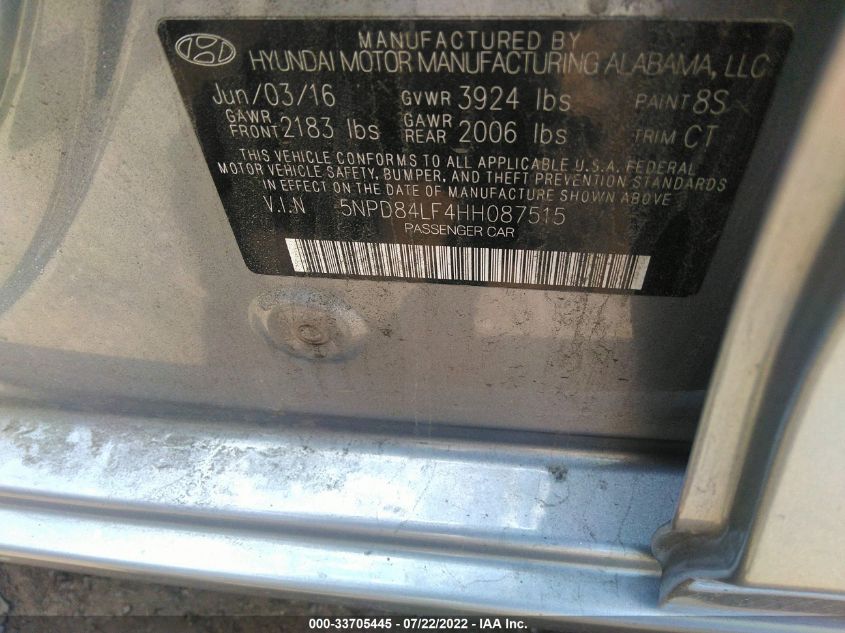 MANUFACTURED BY
HYUNDAI MOTOR MANUFACTURING ALABAMA, LLC
Jun/03/16 GVWR 3924 lbs PAINT 8S
GAWR FRONT 2183 lbs GAWR REAR 2006 lbs TRIM CT
THIS VEHICLE CONFORMS TO ALL APPLICABLE U.S.A. FEDERAL
MOTOR VEHICLE SAFETY, BUMPER, AND THEFT PREVENTION STANDARDS
IN EFFECT ON THE DATE OF MANUFACTURE SHOWN ABOVE
V.I.N 5NPD84LF4HH087515
PASSENGER CAR
000-33705445 - 07/22/2022 - IAA Inc.